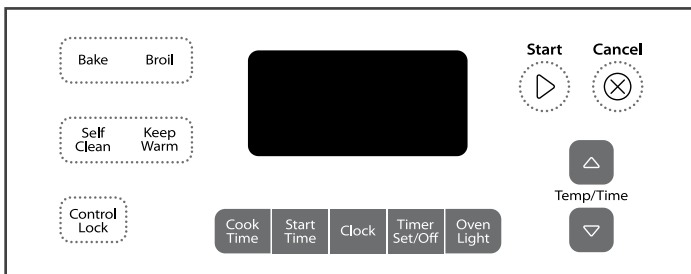 Bake
Broil
Start
Cancel
Self
Clean
Keep
Warm
Temp/Time
Control
Lock
Cook
Time
Start
Time
Clock
Timer
Set/Off
Oven
Light